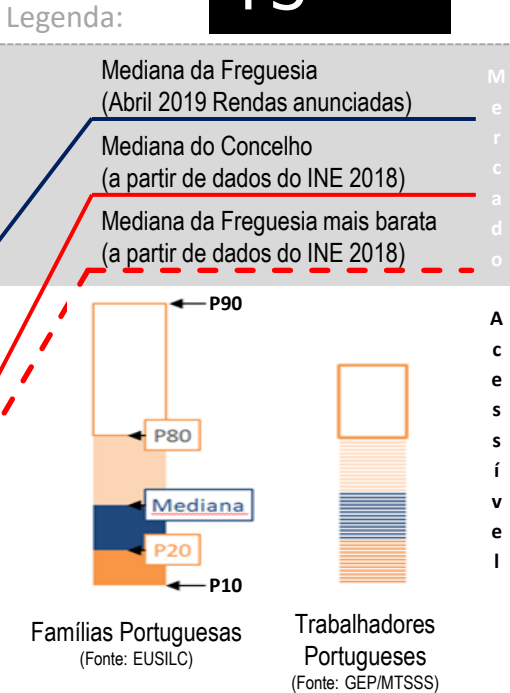 Legenda:
Mediana da Freguesia
(Abril 2019 Rendas anunciadas)
Mediana do Concelho
(a partir de dados do INE 2018)
Mediana da Freguesia mais barata
(a partir de dados do INE 2018)
Mercado
P90
P80
Mediana
P20
P10
Acessível
Famílias Portuguesas
(Fonte: EUSILC)
Trabalhadores
Portugueses
(Fonte: GEP/MTSSS)